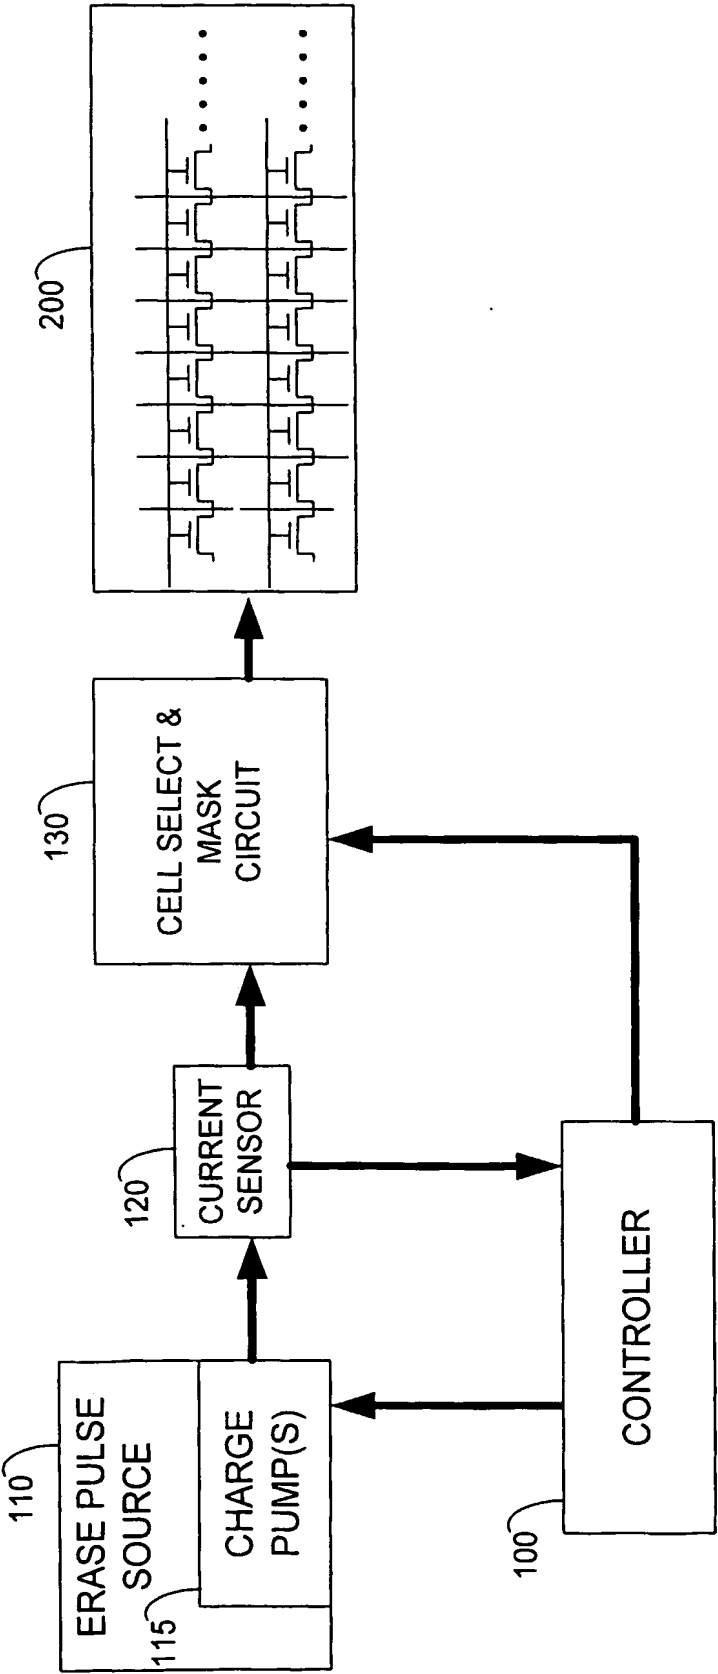 110
ERASE PULSE
SOURCE
115
CHARGE
PUMP(S)
120
CURRENT
SENSOR
130
CELL SELECT &
MASK
CIRCUIT
200
100
CONTROLLER